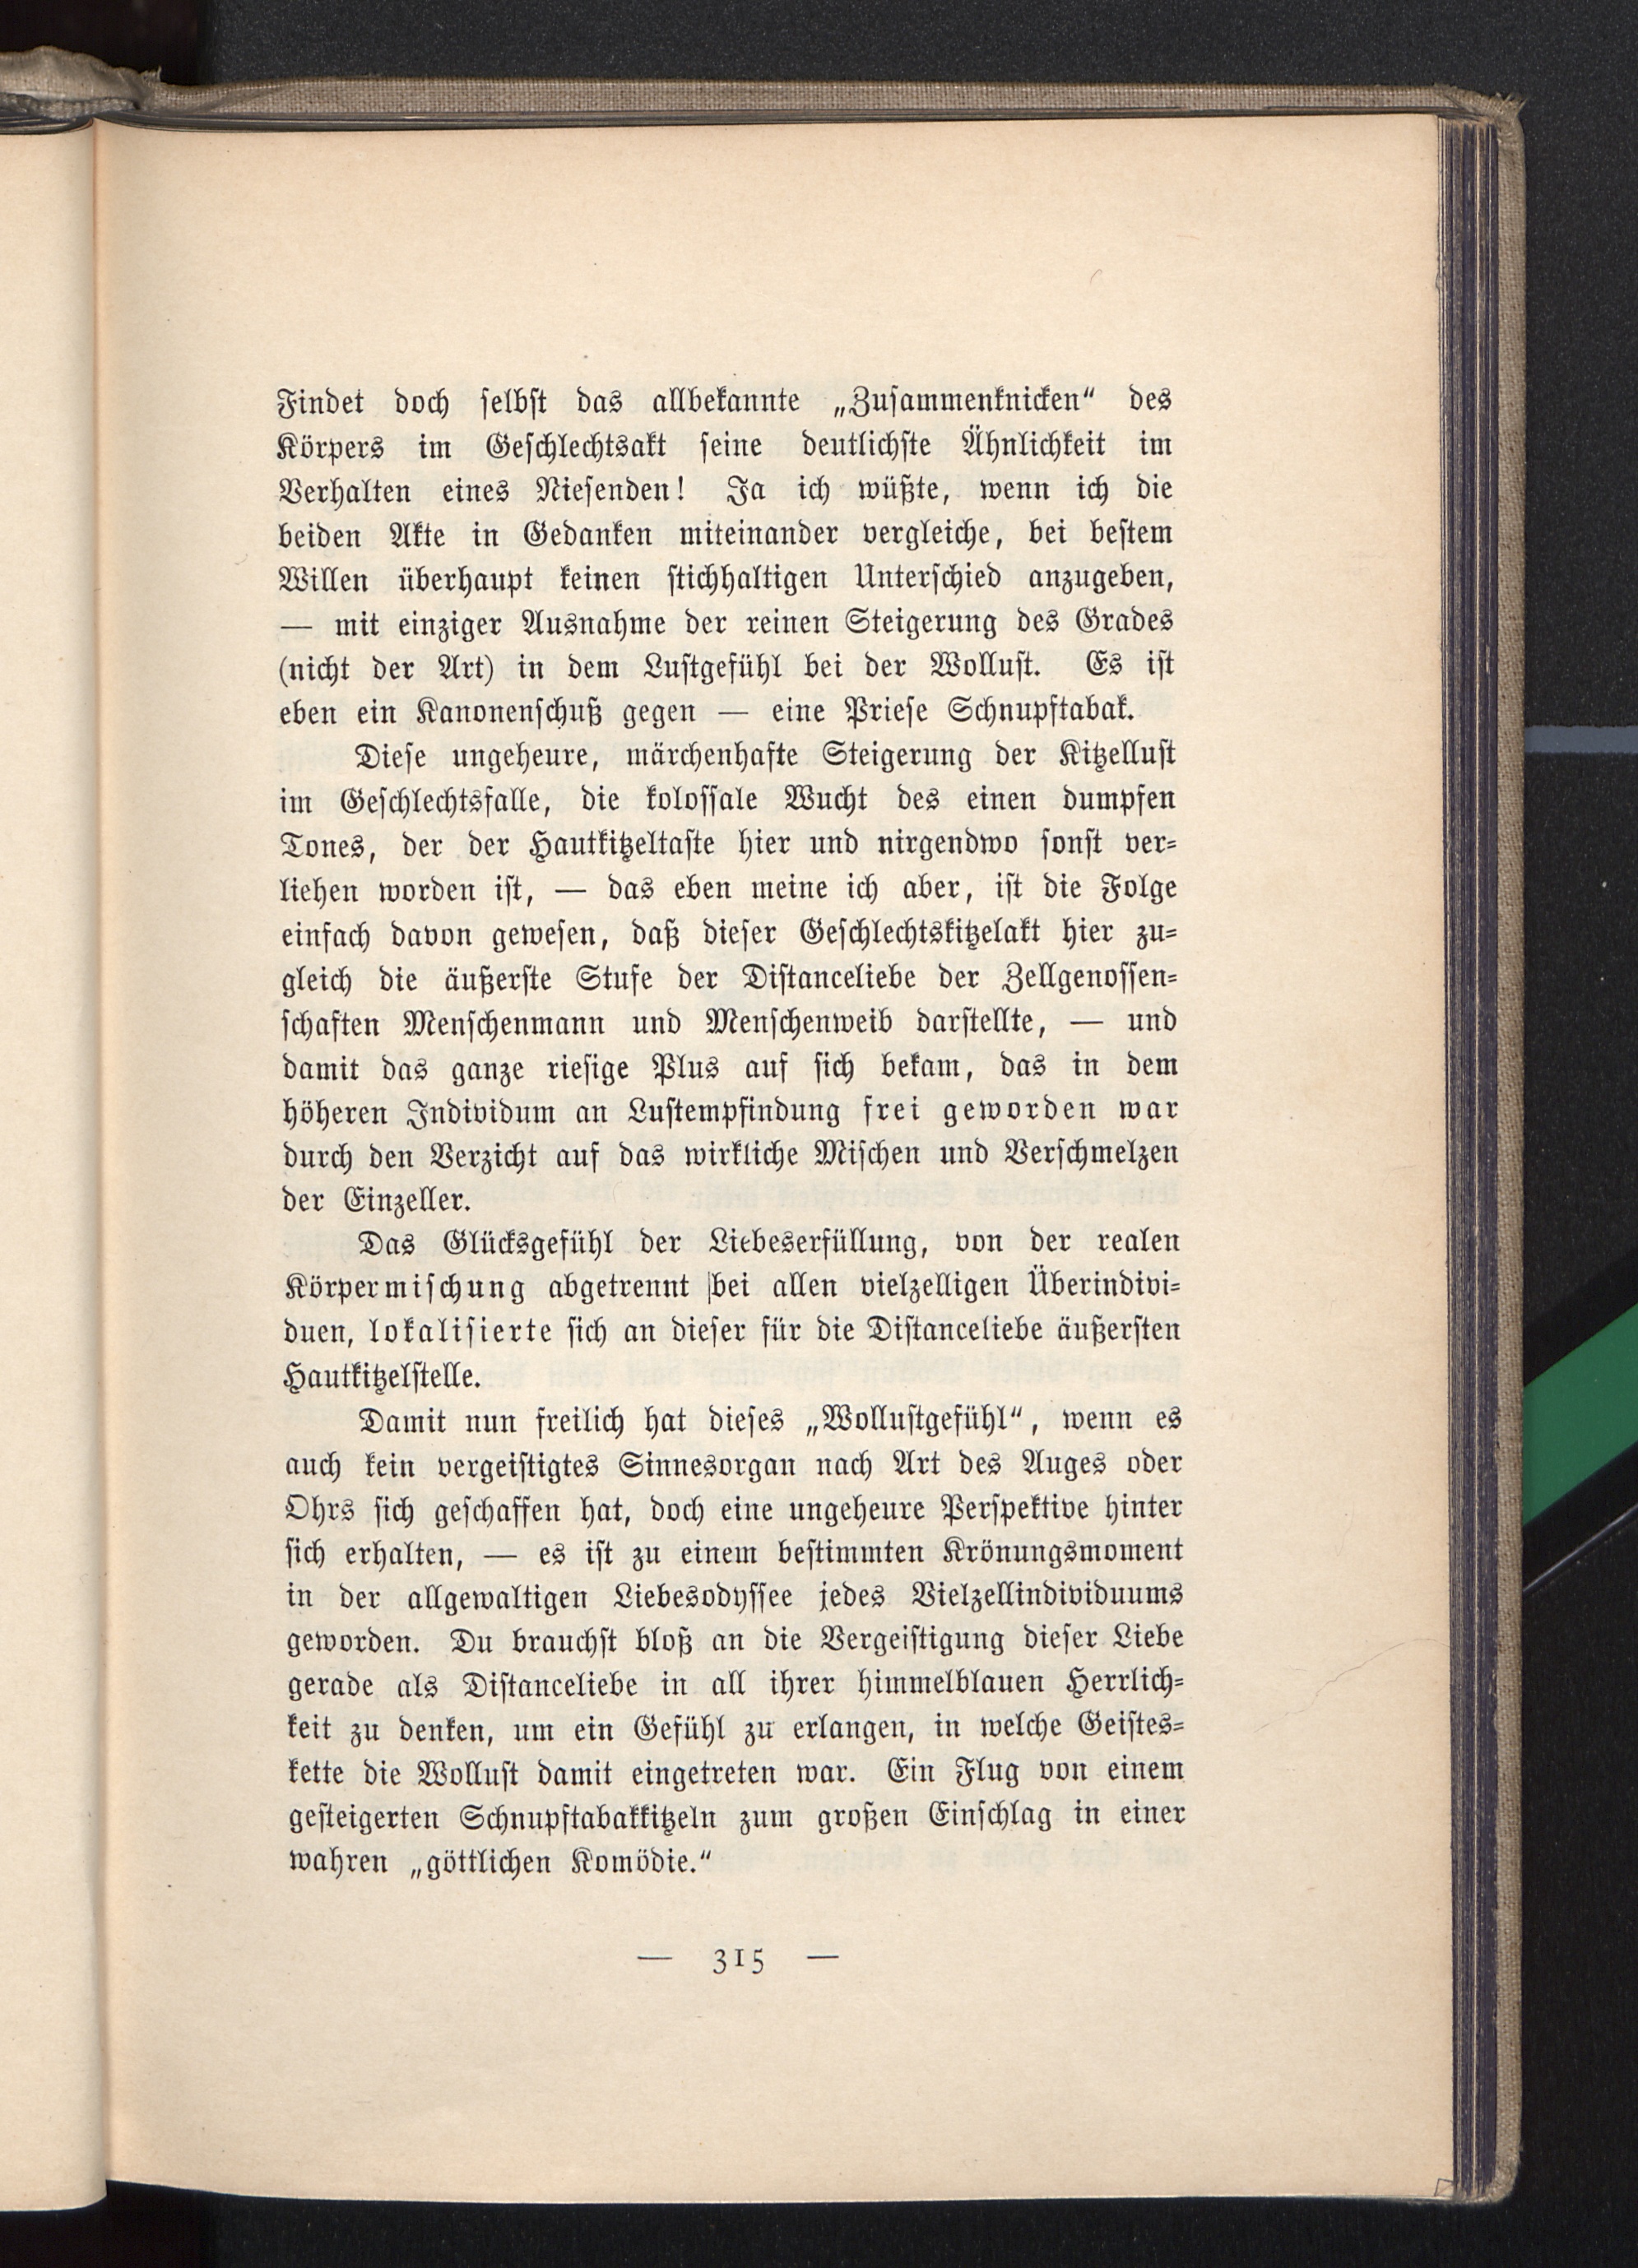 Findet doch selbst das allbekannte „Zusammenknicken“ des
Körpers im Geschlechtsakt seine deutlichste Ähnlichkeit im
Verhalten eines Niesenden! Ja ich wüßte, wenn ich die
beiden Akte in Gedanken miteinander vergleiche, bei bestem
Willen überhaupt keinen stichhaltigen Unterschied anzugeben,
— mit einziger Ausnahme der reinen Steigerung des Grades
(nicht der Art) in dem Lustgefühl bei der Wollust. Es ist
eben ein Kanonenschuß gegen — eine Priese Schnupftabak.
Diese ungeheure, märchenhafte Steigerung der Kitzellust
im Geschlechtsfalle, die kolossale Wucht des einen dumpfen
Tones, der der Hautkitzeltaste hier und nirgendwo sonst ver-
liehen worden ist, — das eben meine ich aber, ist die Folge
einfach davon gewesen, daß dieser Geschlechtskitzelakt hier zu-
gleich die äußerste Stufe der Distanceliebe der Zellgenossen-
schaften Menschenmann und Menschenweib darstellte, — und
damit das ganze riesige Plus auf sich bekam, das in dem
höheren Individum an Lustempfindung frei geworden war
durch den Verzicht auf das wirkliche Mischen und Verschmelzen
der Einzeller.
Das Glücksgefühl der Liebeserfüllung, von der realen
Körpermischung abgetrennt bei allen vielzelligen Überindivi-
duen, lokalisierte sich an dieser für die Distanceliebe äußersten
Hautkitzelstelle.
Damit nun freilich hat dieses „Wollustgefühl“, wenn es
auch kein vergeistigtes Sinnesorgan nach Art des Auges oder
Ohrs sich geschaffen hat, doch eine ungeheure Perspektive hinter
sich erhalten, — es ist zu einem bestimmten Krönungsmoment
in der allgewaltigen Liebesodyssee jedes Vielzellindividuums
geworden. Du brauchst bloß an die Vergeistigung dieser Liebe
gerade als Distanceliebe in all ihrer himmelblauen Herrlich-
keit zu denken, um ein Gefühl zu erlangen, in welche Geistes-
kette die Wollust damit eingetreten war. Ein Flug von einem
gesteigerten Schnupftabakkitzeln zum großen Einschlag in einer
wahren „göttlichen Komödie.“
— 315 —